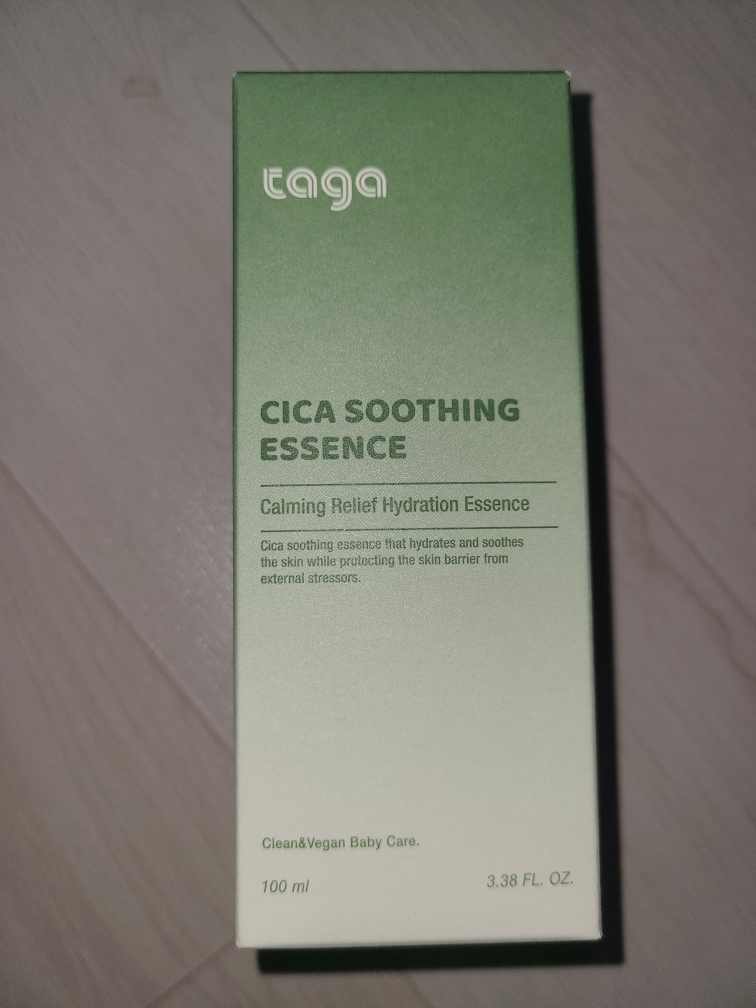 taga
CICA SOOTHING
ESSENCE
Calming Relief Hydration Essence
Cica soothing essence that hydrates and soothes
the skin while protecting the skin barrier from
external stressors.
Clean&Vegan Baby Care.
100 ml
3.38 FL. OZ.